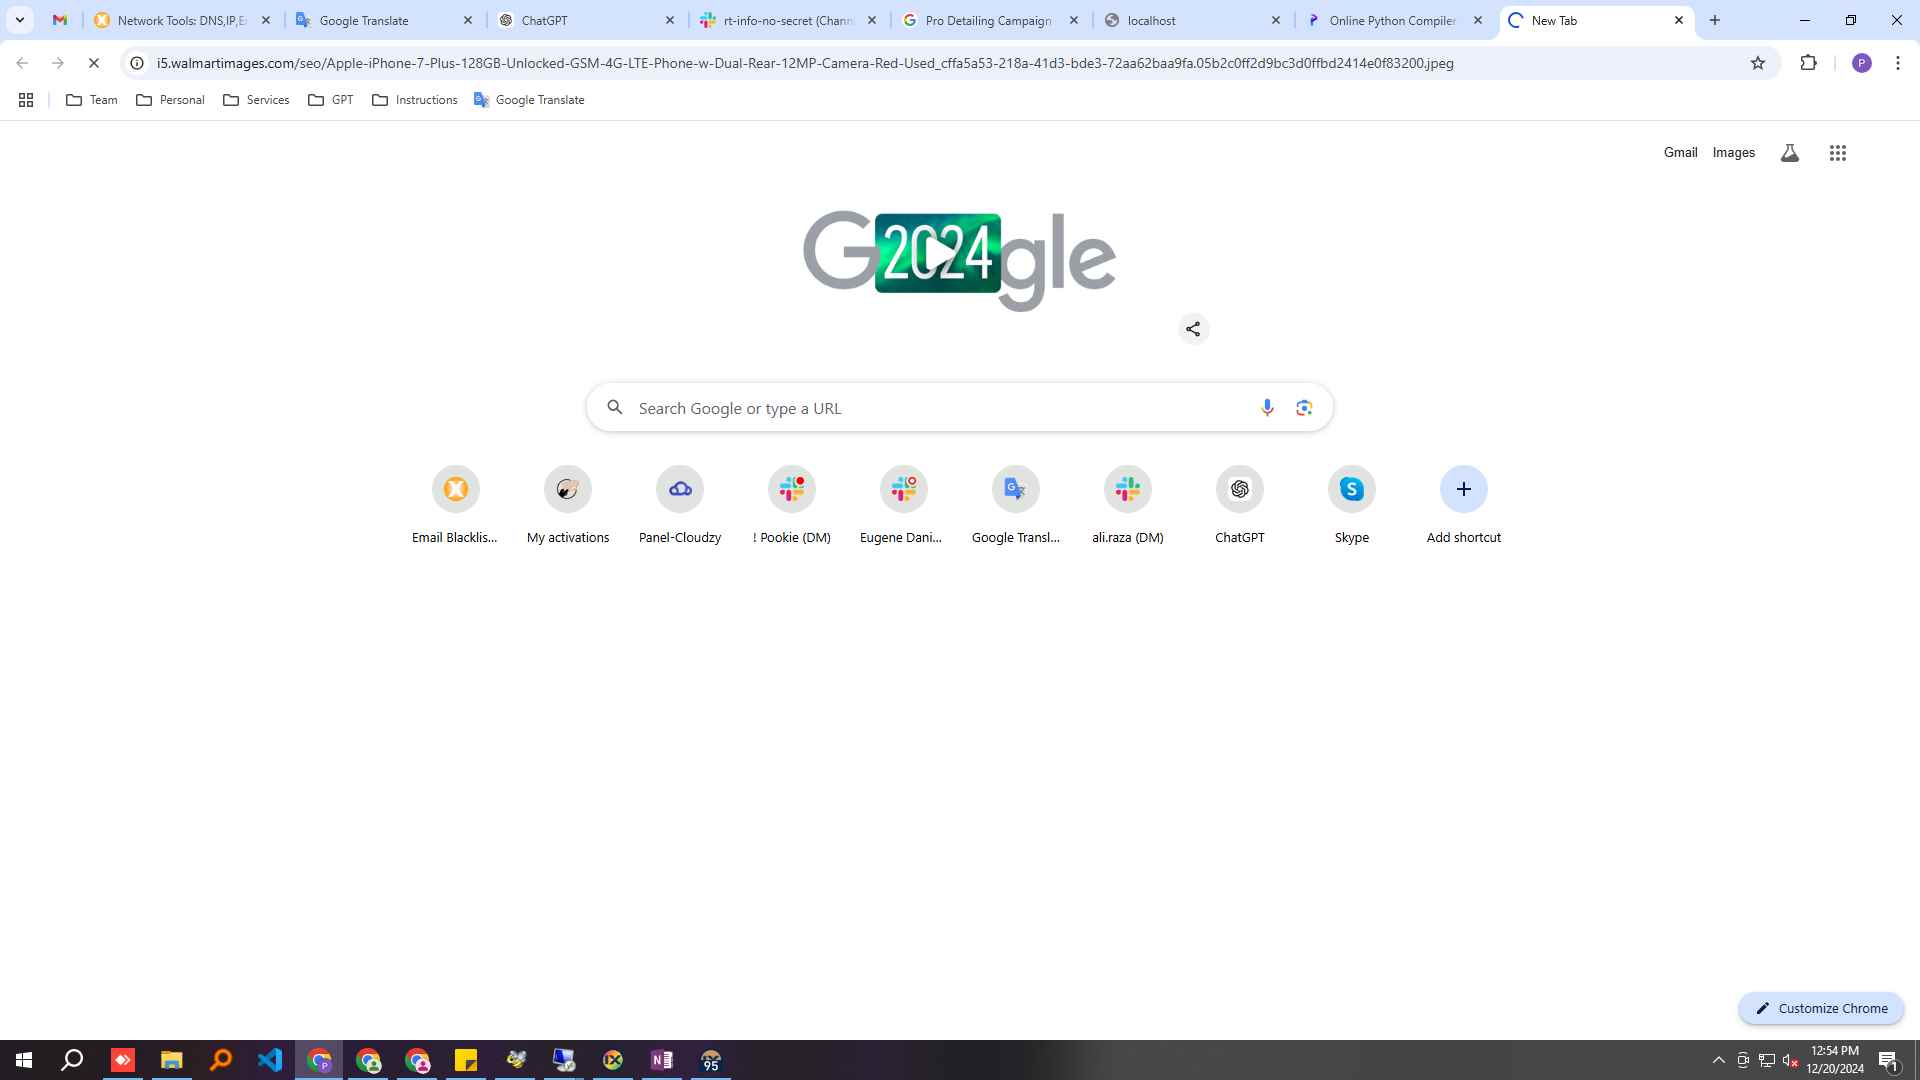 Network Tools: DNS,IP,E
Google Translate
ChatGPT
rt-info-no-secret (Chann
Pro Detailing Campaign
localhost
Online Python Compiler
New Tab
i5.walmartimages.com/seo/Apple-iPhone-7-Plus-128GB-Unlocked-GSM-4G-LTE-Phone-w-Dual-Rear-12MP-Camera-Red-Used_cffa5a53-218a-41d3-bde3-72aa62baa9fa.05b2c0ff2d9bc3d0ffbd2414e0f83200.jpeg
P
Team
Personal
Services
GPT
Instructions
Google Translate
Gmail
Images
G 2024 gle
Search Google or type a URL
Email Blacklis...
My activations
Panel-Cloudzy
! Pookie (DM)
Eugene Dani...
Google Transl...
ali.raza (DM)
ChatGPT
Skype
Add shortcut
Customize Chrome
95
12:54 PM
12/20/2024
1